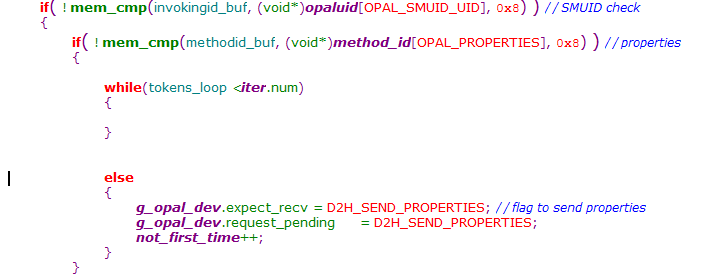 if( ! mem_cmp(invokingid_buf, (void*)opaluid[OPAL_SMUID_UID], 0x8) ) //SMUID check
{
if( ! mem_cmp(methodid_buf, (void*)method_id[OPAL_PROPERTIES], 0x8) ) //properties
{
while(tokens_loop <iter.num)
{
}
else
{
g_opal_dev.expect_recv = D2H_SEND_PROPERTIES; //flag to send properties
g_opal_dev.request_pending = D2H_SEND_PROPERTIES;
not_first_time++;
}
}